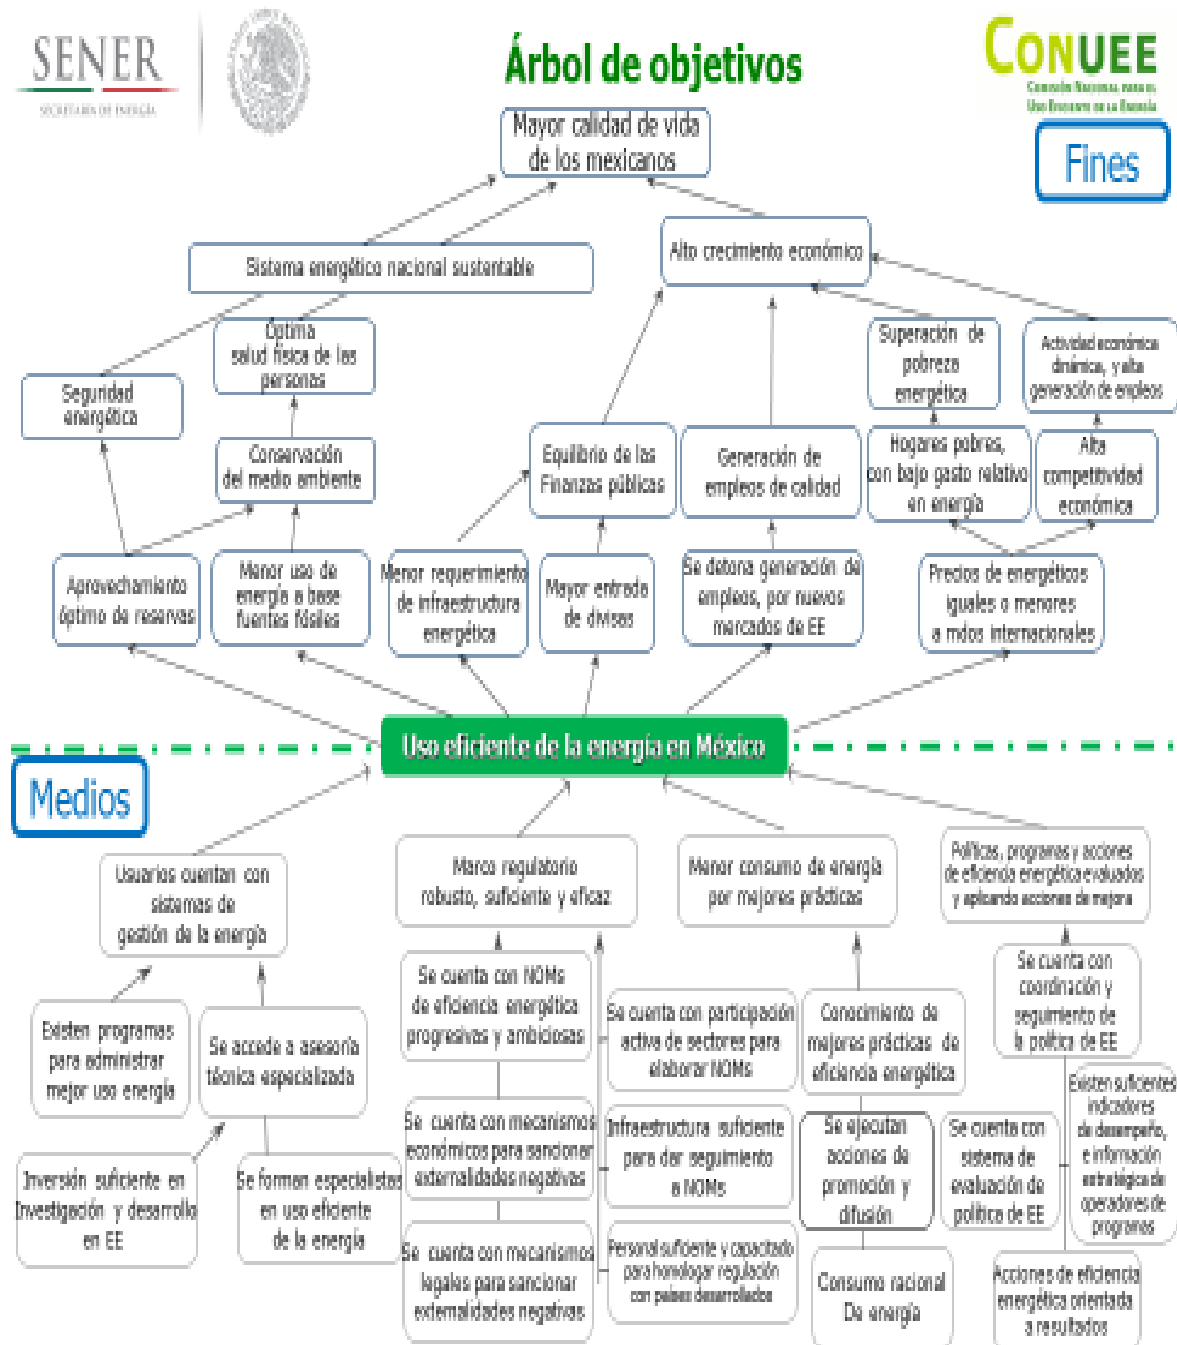 SENER
SECRETARÍA DE ENERGÍA
Árbol de objetivos
CONUEE
COMISIÓN NACIONAL PARA EL
USO EFICIENTE DE LA ENERGÍA
Fines
Mayor calidad de vida
de los mexicanos
Sistema energético nacional sustentable
Alto crecimiento económico
Óptima
salud física de las
personas
Seguridad
energética
Superación de
pobreza
energética
Actividad económica
dinámica, y alta
generación de empleos
Conservación
del medio ambiente
Equilibrio de las
Finanzas públicas
Generación de
empleos de calidad
Hogares pobres,
con bajo gasto relativo
en energía
Alta
competitividad
económica
Aprovechamiento
óptimo de reservas
Menor uso de
energía a base
fuentes fósiles
Menor requerimiento
de infraestructura
energética
Mayor entrada
de divisas
Se detona generación de
empleos, por nuevos
mercados de EE
Precios de energéticos
iguales o menores
a mdos internacionales
Uso eficiente de la energía en México
Medios
Usuarios cuentan con
sistemas de
gestión de la energía
Marco regulatorio
robusto, suficiente y eficaz
Menor consumo de energía
por mejores prácticas
Políticas, programas y acciones
de eficiencia energética evaluados
y aplicando acciones de mejora
Existen programas
para administrar
mejor uso energía
Se accede a asesoría
técnica especializada
Se cuenta con NOMs
de eficiencia energética
progresivas y ambiciosas
Se cuenta con participación
activa de sectores para
elaborar NOMs
Conocimiento de
mejores prácticas de
eficiencia energética
Se cuenta con
coordinación y
seguimiento de
la política de EE
Inversión suficiente en
Investigación y desarrollo
en EE
Se forman especialistas
en uso eficiente
de la energía
Se cuenta con mecanismos
económicos para sancionar
externalidades negativas
Infraestructura suficiente
para dar seguimiento
a NOMs
Se ejecutan
acciones de
promoción y
difusión
Se cuenta con
sistema de
evaluación de
política de EE
Existen suficientes
indicadores
de desempeño,
e información
estratégica de
operadores de
programas
Se cuenta con mecanismos
legales para sancionar
externalidades negativas
Personal suficiente y capacitado
para homologar regulación
con países desarrollados
Consumo racional
De energía
Acciones de eficiencia
energética orientada
a resultados